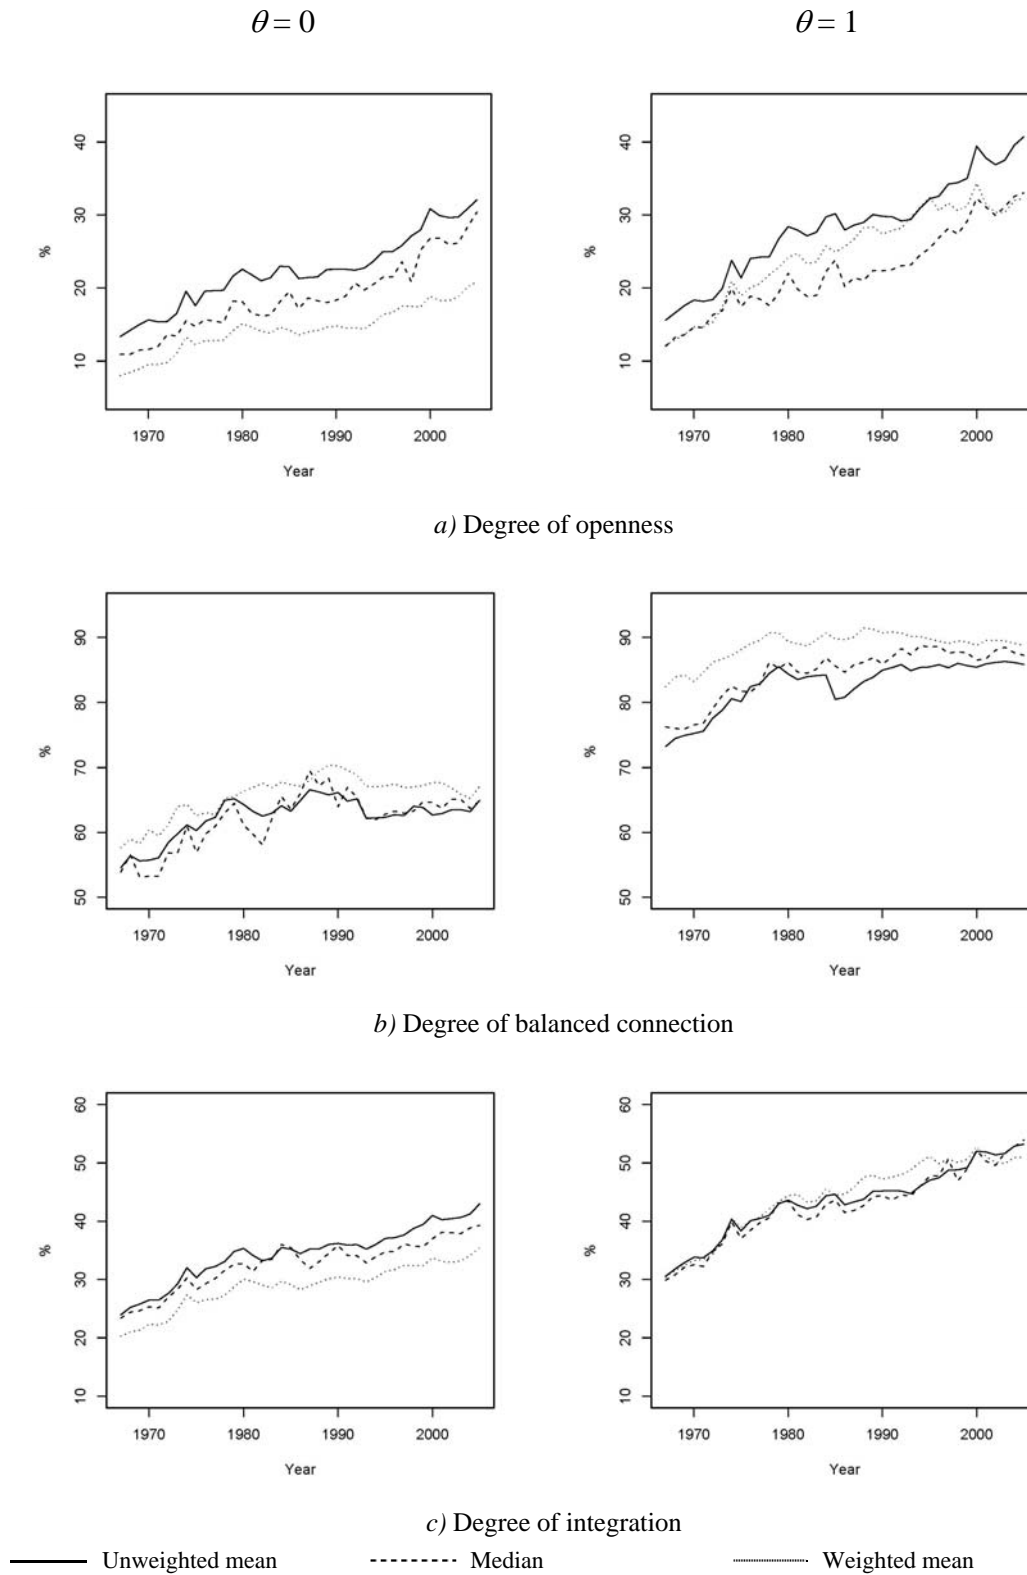 θ = 0 θ = 1
40
30
20
10
%
1970 1980 1990 2000
Year
40
30
20
10
%
1970 1980 1990 2000
Year
a) Degree of openness
90
80
70
60
50
%
1970 1980 1990 2000
Year
90
80
70
60
50
%
1970 1980 1990 2000
Year
b) Degree of balanced connection
60
50
40
30
20
10
%
1970 1980 1990 2000
Year
60
50
40
30
20
10
%
1970 1980 1990 2000
Year
c) Degree of integration
Unweighted mean Median Weighted mean